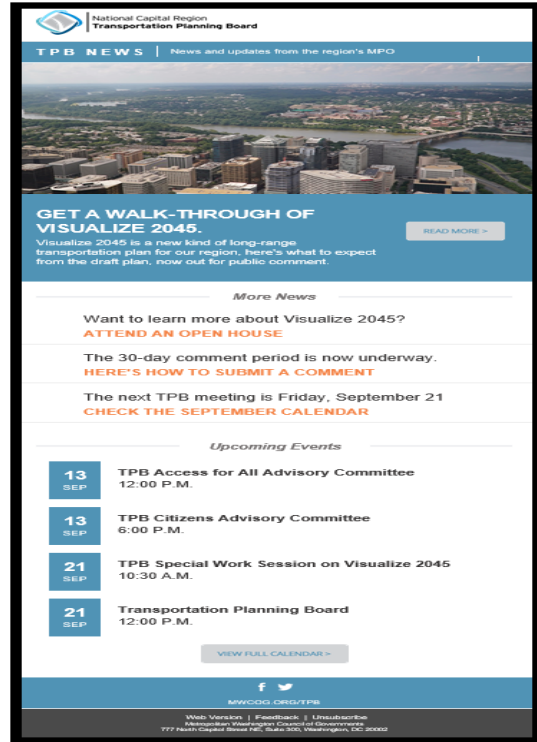 National Capital Region
Transportation Planning Board
TPB NEWS | News and updates from the region's MPO
GET A WALK-THROUGH OF
VISUALIZE 2045.
Visualize 2045 is a new kind of long-range
transportation plan for our region, here's what to expect
from the draft plan, now out for public comment.
READ MORE >
More News
Want to learn more about Visualize 2045?
ATTEND AN OPEN HOUSE
The 30-day comment period is now underway.
HERE'S HOW TO SUBMIT A COMMENT
The next TPB meeting is Friday, September 21
CHECK THE SEPTEMBER CALENDAR
Upcoming Events
13
SEP
TPB Access for All Advisory Committee
12:00 P.M.
13
SEP
TPB Citizens Advisory Committee
6:00 P.M.
21
SEP
TPB Special Work Session on Visualize 2045
10:30 A.M.
21
SEP
Transportation Planning Board
12:00 P.M.
VIEW FULL CALENDAR >
MWCOG.ORG/TPB
Web Version | Feedback | Unsubscribe
Metropolitan Washington Council of Governments
777 North Capitol Street NE, Suite 300, Washington, DC 20002